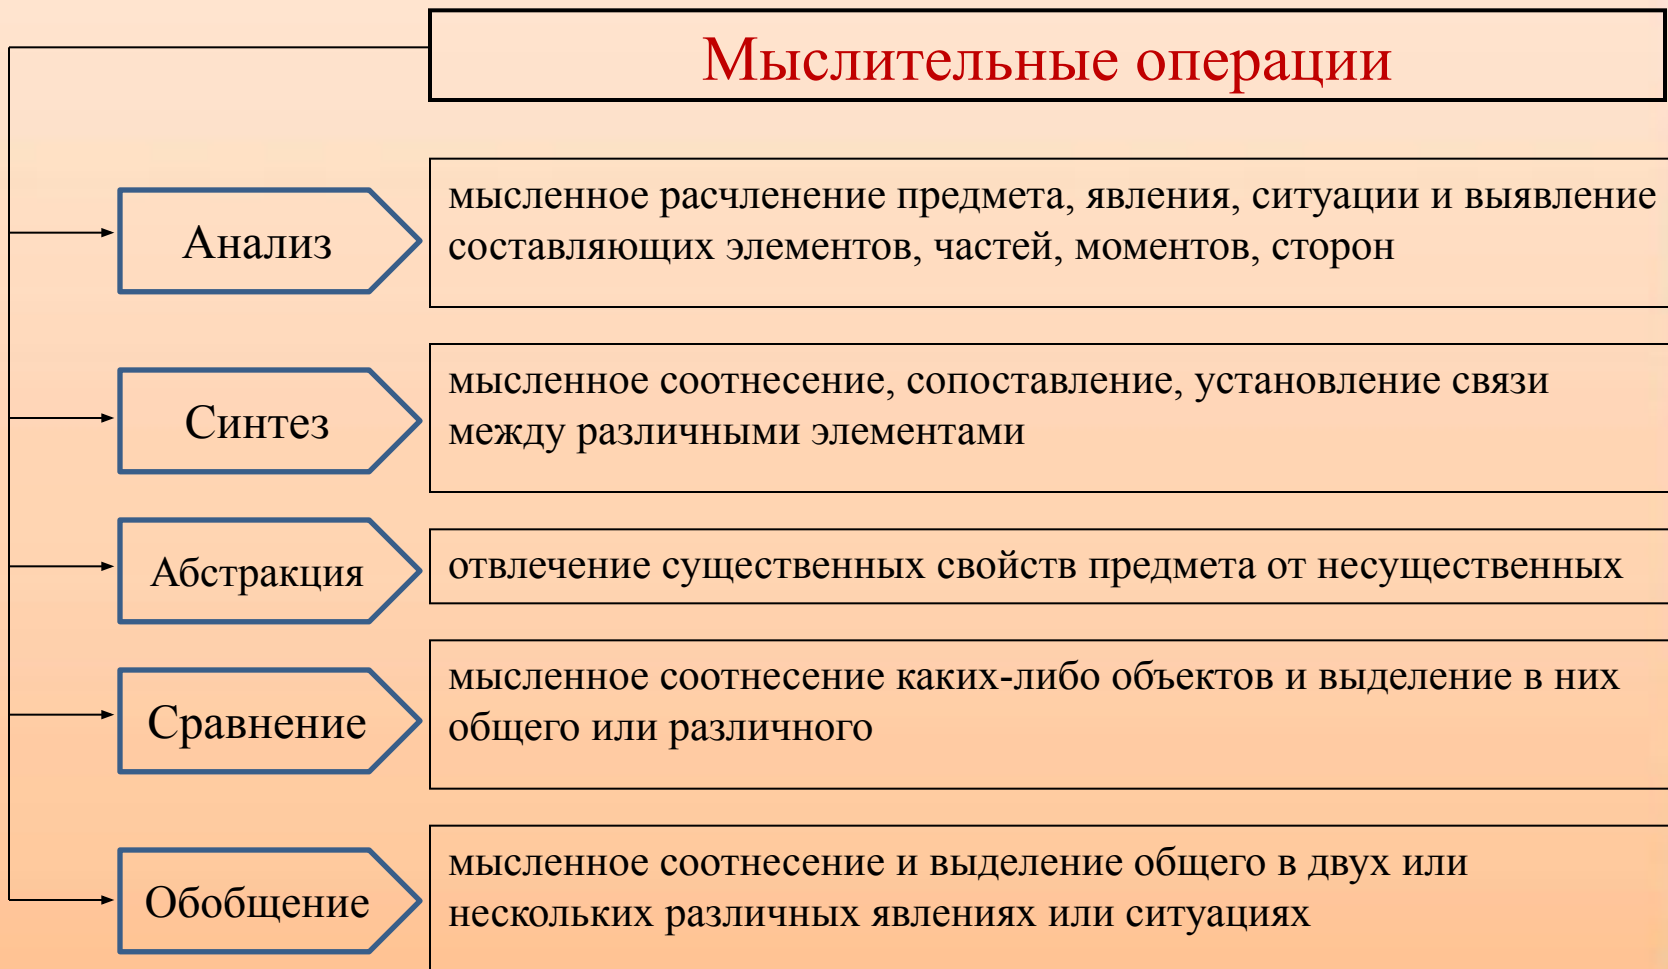 Мыслительные операции
Анализ
мысленное расчленение предмета, явления, ситуации и выявление
составляющих элементов, частей, моментов, сторон
Синтез
мысленное соотнесение, сопоставление, установление связи
между различными элементами
Абстракция
отвлечение существенных свойств предмета от несущественных
Сравнение
мысленное соотнесение каких-либо объектов и выделение в них
общего или различного
Обобщение
мысленное соотнесение и выделение общего в двух или
нескольких различных явлениях или ситуациях